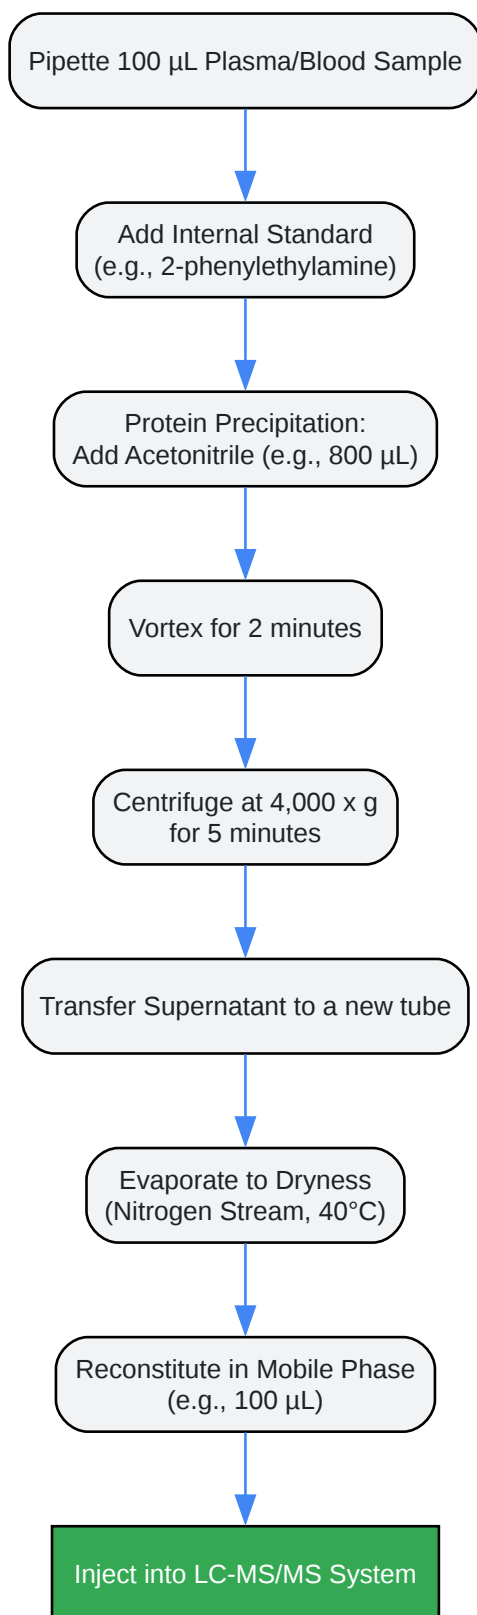 Pipette 100 µL Plasma/Blood Sample
Add Internal Standard
(e.g., 2-phenylethylamine)
Protein Precipitation:
Add Acetonitrile (e.g., 800 µL)
Vortex for 2 minutes
Centrifuge at 4,000 x g
for 5 minutes
Transfer Supernatant to a new tube
Evaporate to Dryness
(Nitrogen Stream, 40°C)
Reconstitute in Mobile Phase
(e.g., 100 µL)
Inject into LC-MS/MS System